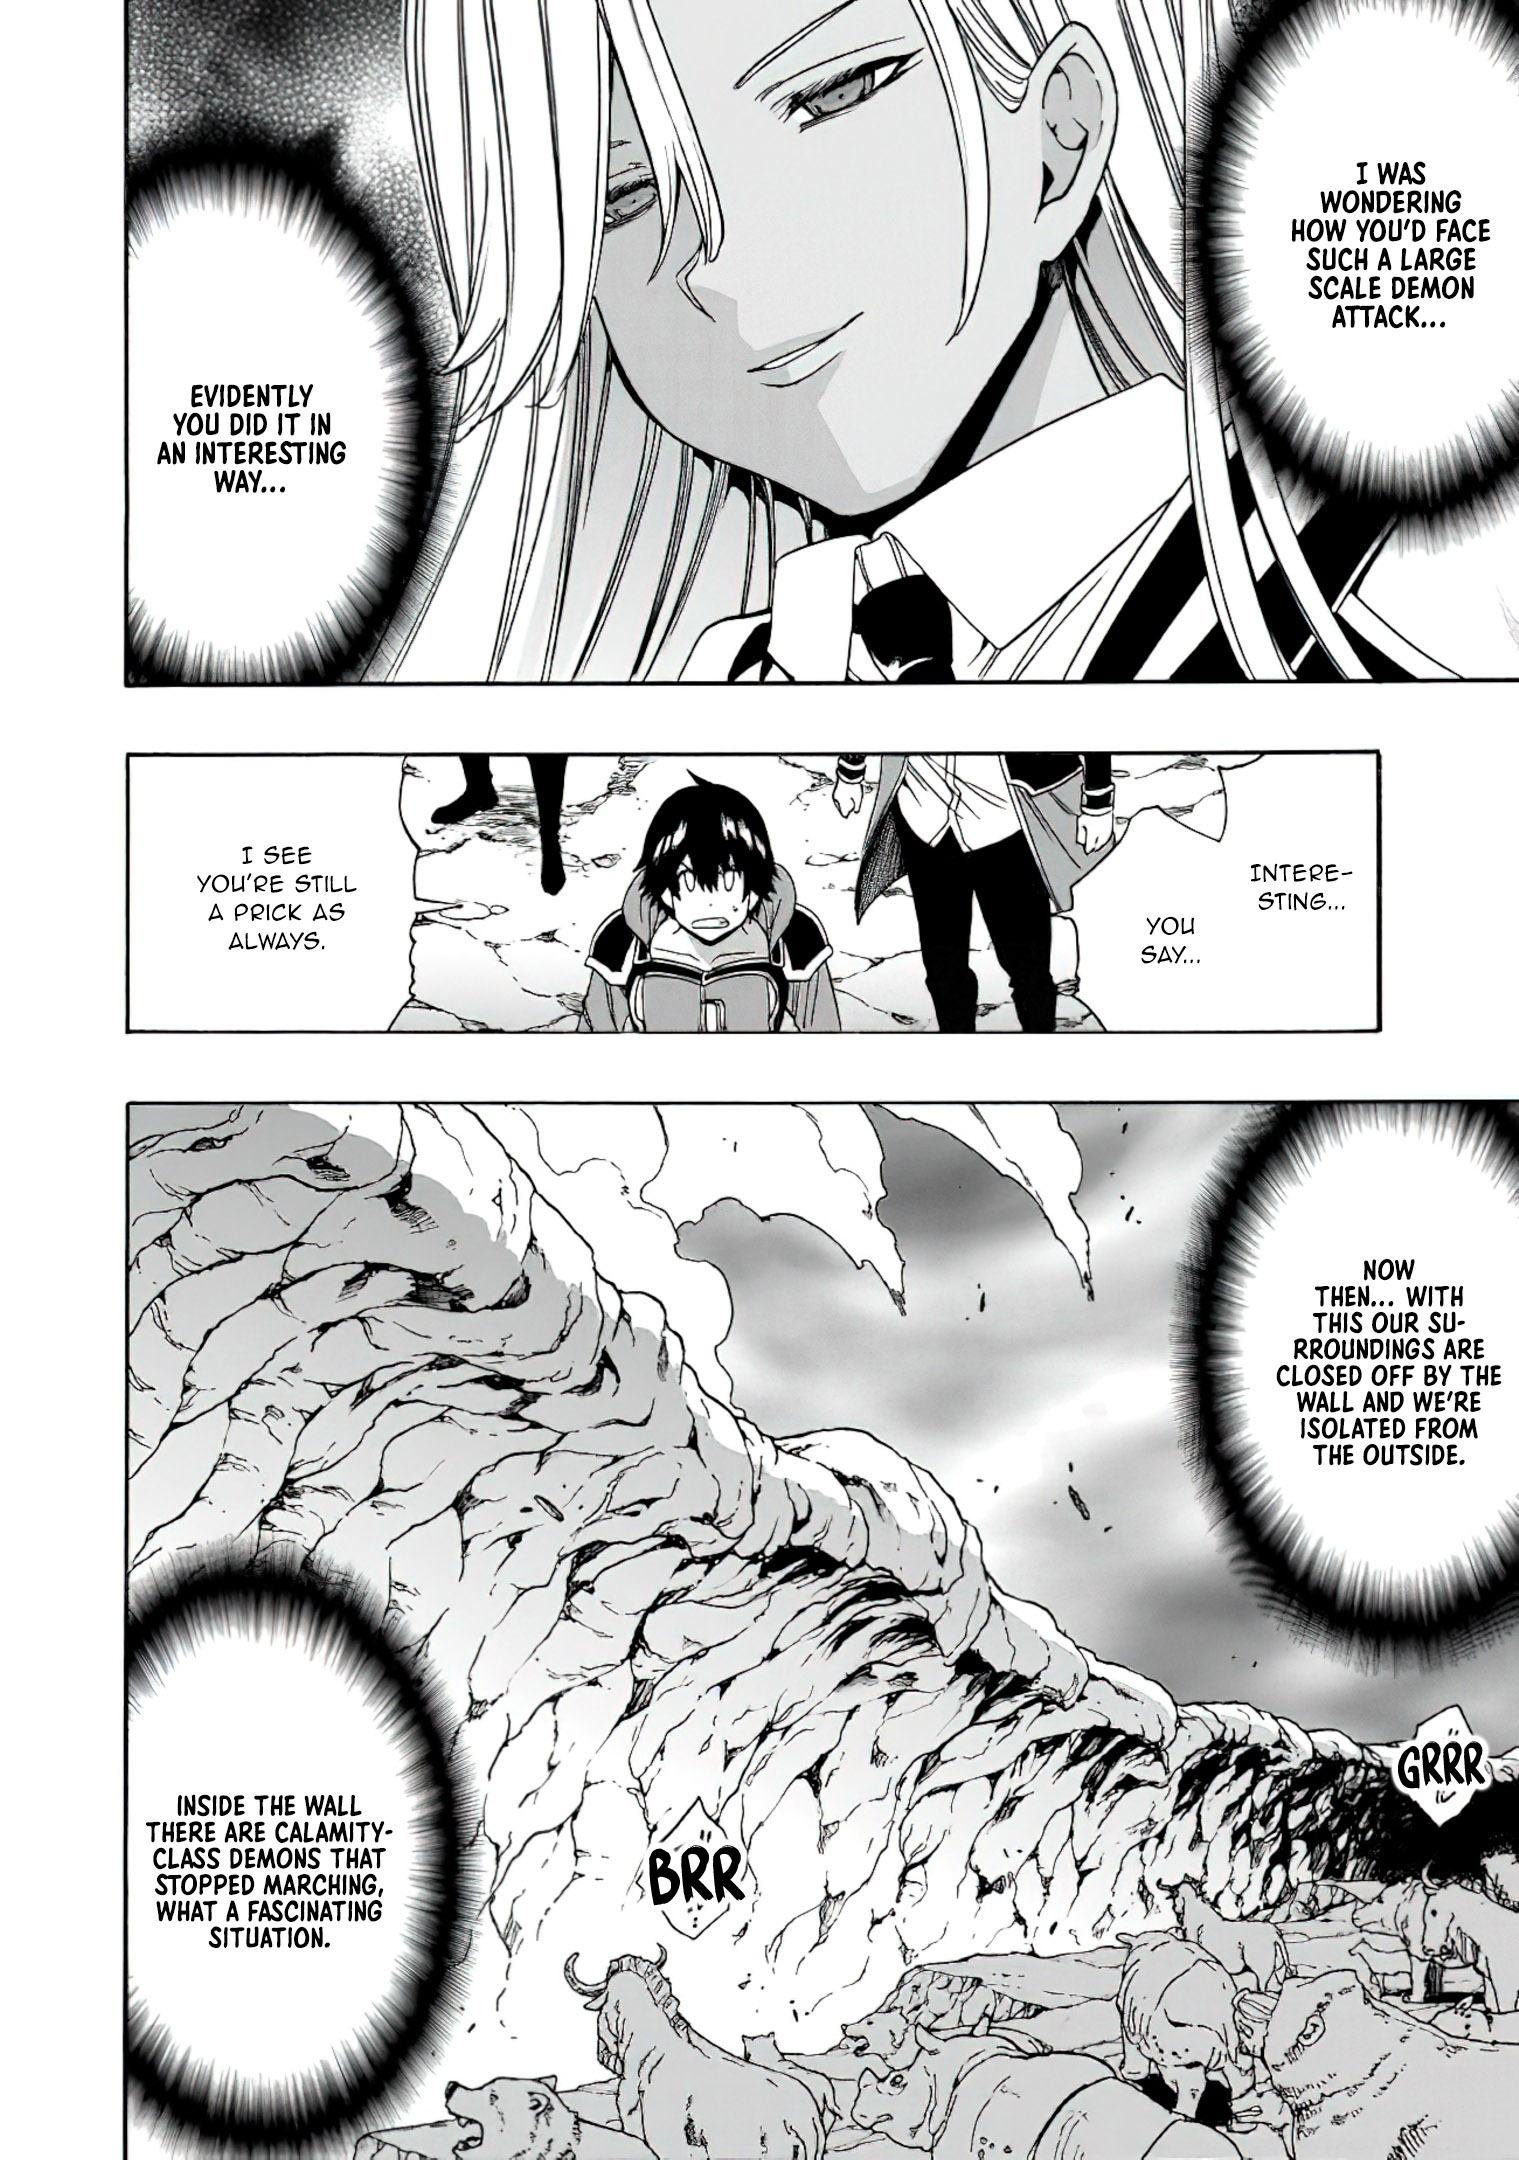 I WAS
WONDERING
HOW YOU'D FACE
SUCH A LARGE
SCALE DEMON
ATTACK...
EVIDENTLY
YOU DID IT IN
AN INTERESTING
WAY...
INTERE-
STING...
YOU
SAY...
I SEE
YOU'RE STILL
A PRICK AS
ALWAYS.
NOW
THEN... WITH
THIS OUR SU-
RROUNDINGS ARE
CLOSED OFF BY THE
WALL AND WE'RE
ISOLATED FROM
THE OUTSIDE.
GRRR
BRR
INSIDE THE WALL
THERE ARE CALAMITY-
CLASS DEMONS THAT
STOPPED MARCHING,
WHAT A FASCINATING
SITUATION.